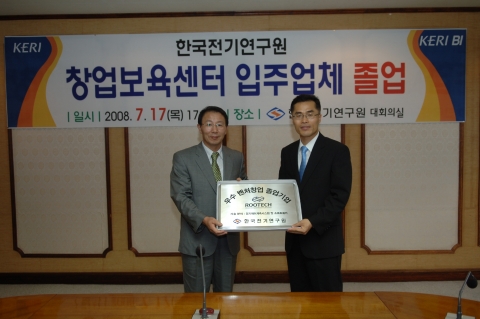 KERI
한국전기연구원
KERI BI
창업보육센터 입주업체 졸업
일시 2008. 7.17(목) 17
장소
기연구원 대회의실
우수 벤처창업 졸업기업
ROOTECH
한국전기연구원